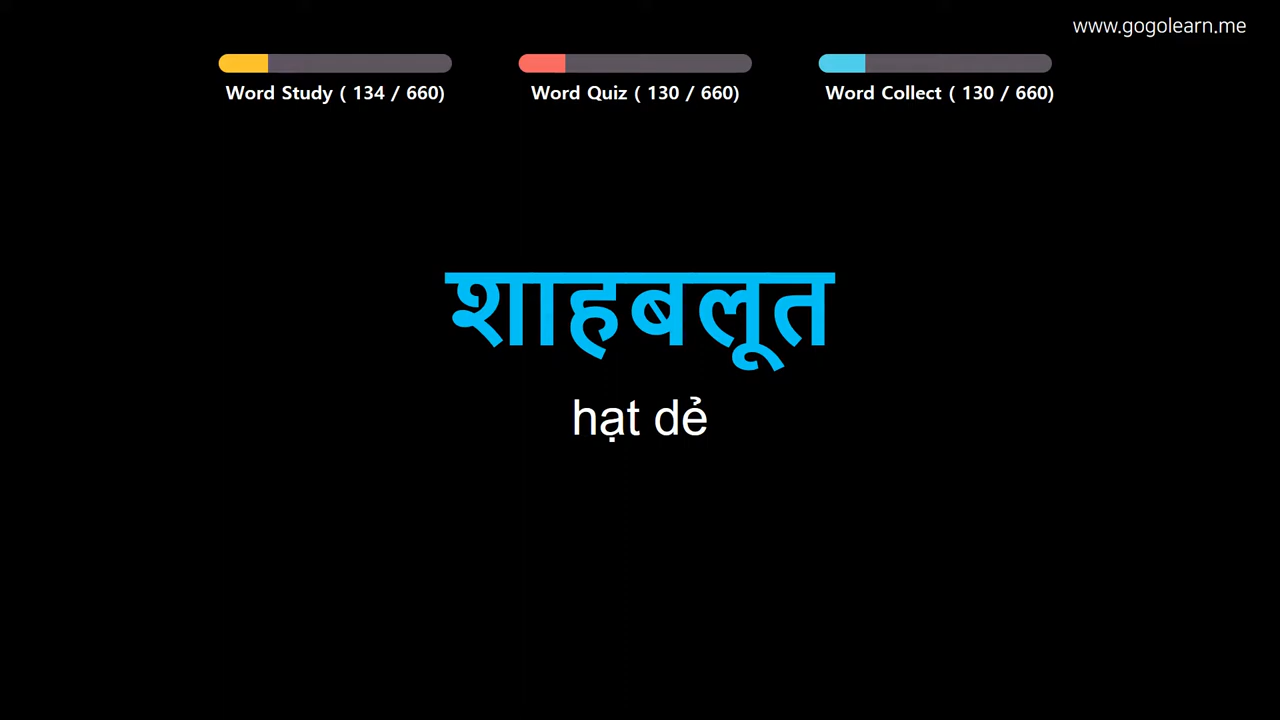 www.gogolearn.me
Word Study ( 134 / 660)
Word Quiz ( 130 / 660)
Word Collect ( 130 / 660)
शाहबलूत
hạt dẻ